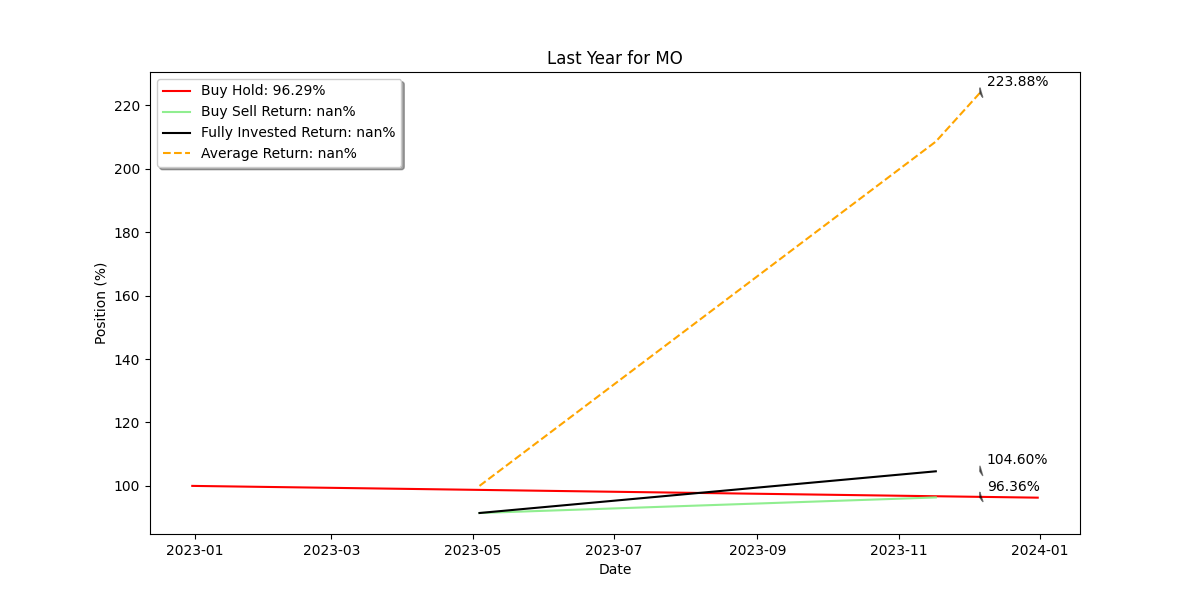 Last Year for MO
Buy Hold: 96.29%
Buy Sell Return: nan%
Fully Invested Return: nan%
Average Return: nan%
223.88%
104.60%
96.36%
220
200
180
160
140
120
100
Position (%)
2023-01
2023-03
2023-05
2023-07
2023-09
2023-11
2024-01
Date